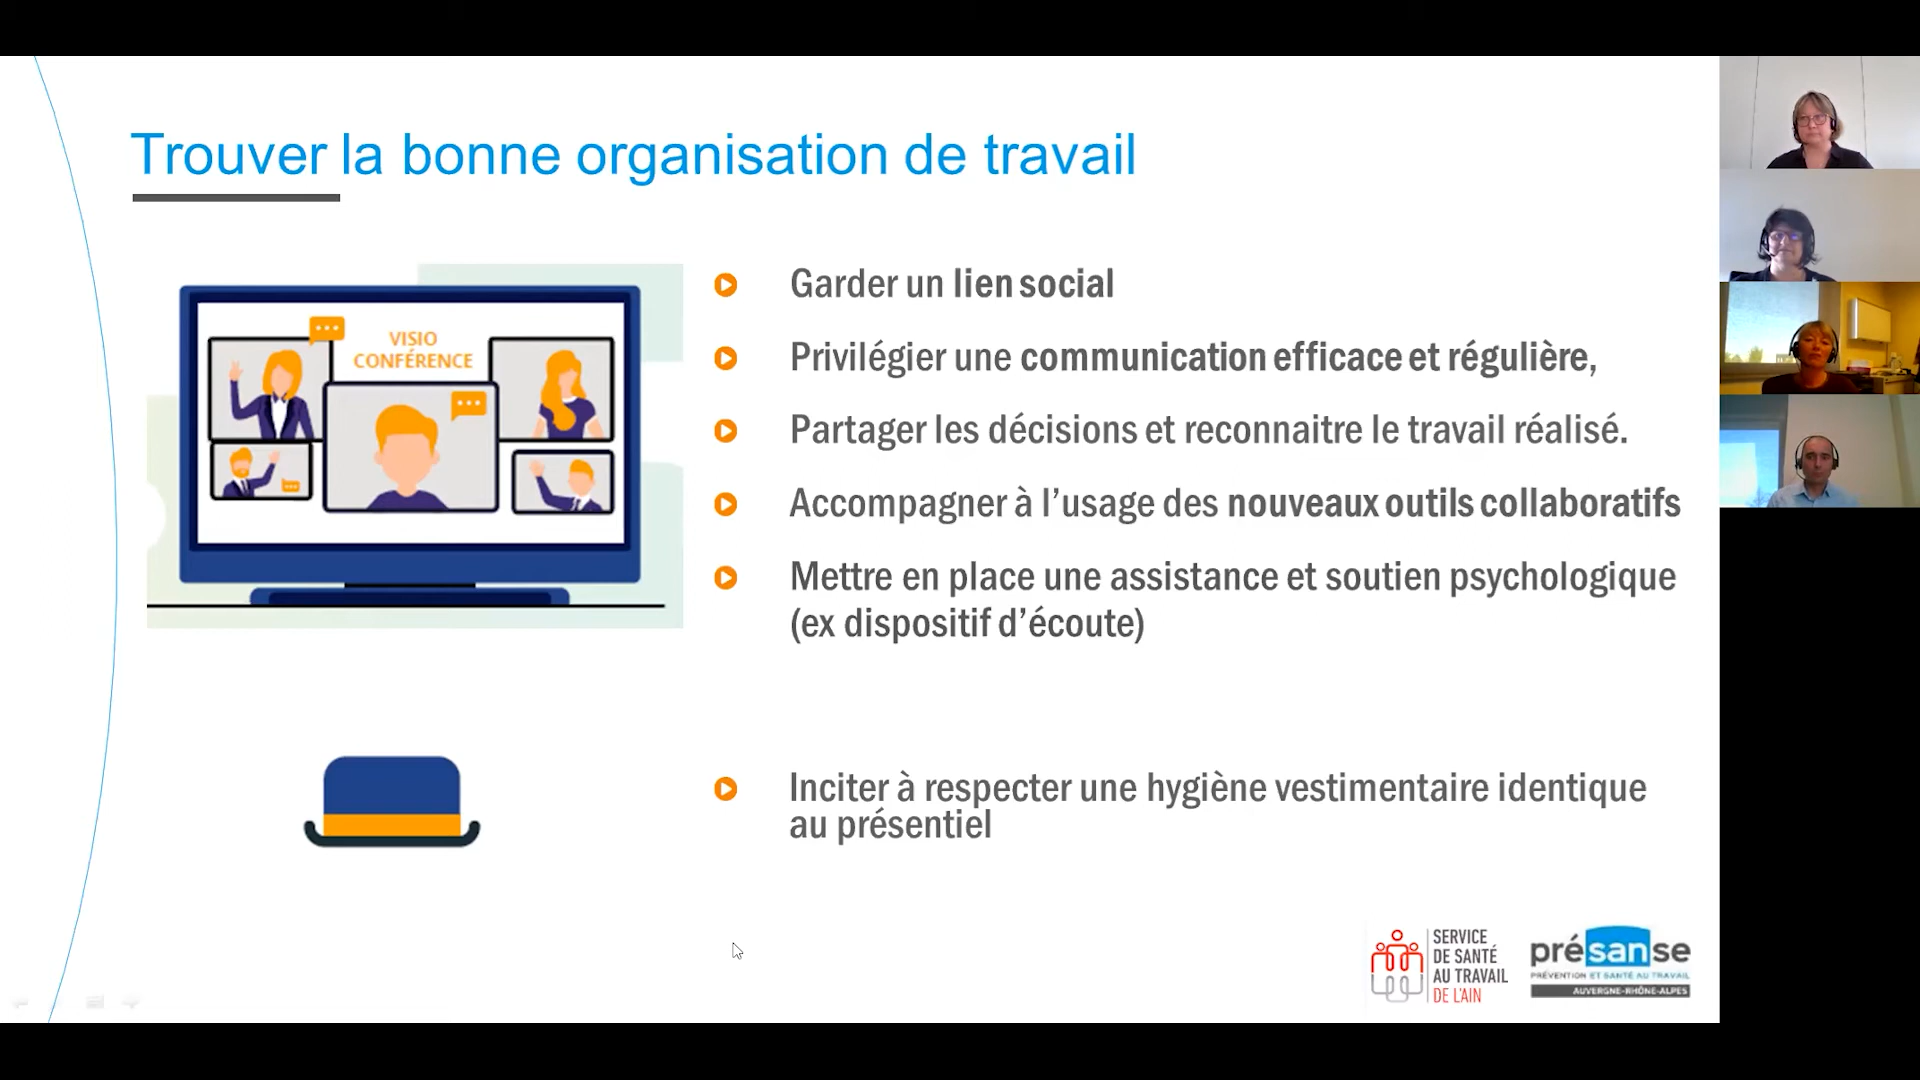 Trouver la bonne organisation de travail
VISIO
CONFÉRENCE
Garder un lien social
Privilégier une communication efficace et régulière,
Partager les décisions et reconnaitre le travail réalisé.
Accompagner à l’usage des nouveaux outils collaboratifs
Mettre en place une assistance et soutien psychologique
(ex dispositif d’écoute)
Inciter à respecter une hygiène vestimentaire identique
au présentiel
SERVICE
DE SANTÉ
AU TRAVAIL
DE L'AIN
présanse
PRÉVENTION ET SANTÉ AU TRAVAIL
AUVERGNE-RHÔNE-ALPES